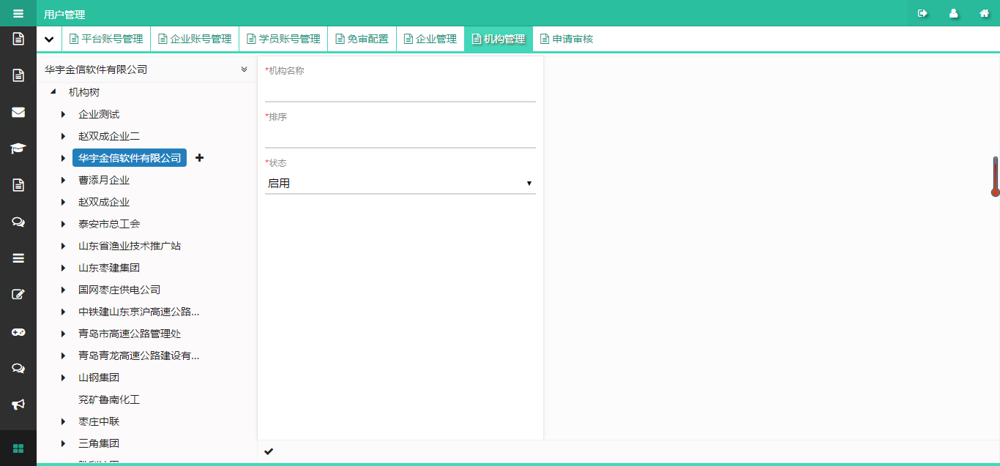 用户管理
平台账号管理 企业账号管理 学员账号管理 免审配置 企业管理 机构管理 申请审核
华宇金信软件有限公司
机构树
企业测试
赵双成企业二
华宇金信软件有限公司
曹添月企业
赵双成企业
泰安市总工会
山东省渔业技术推广站
山东枣建集团
国网枣庄供电公司
中铁建山东京沪高速公路...
青岛市高速公路管理处
青岛青龙高速公路建设有...
山钢集团
兖矿鲁南化工
枣庄中联
三角集团
*机构名称
*排序
*状态
启用